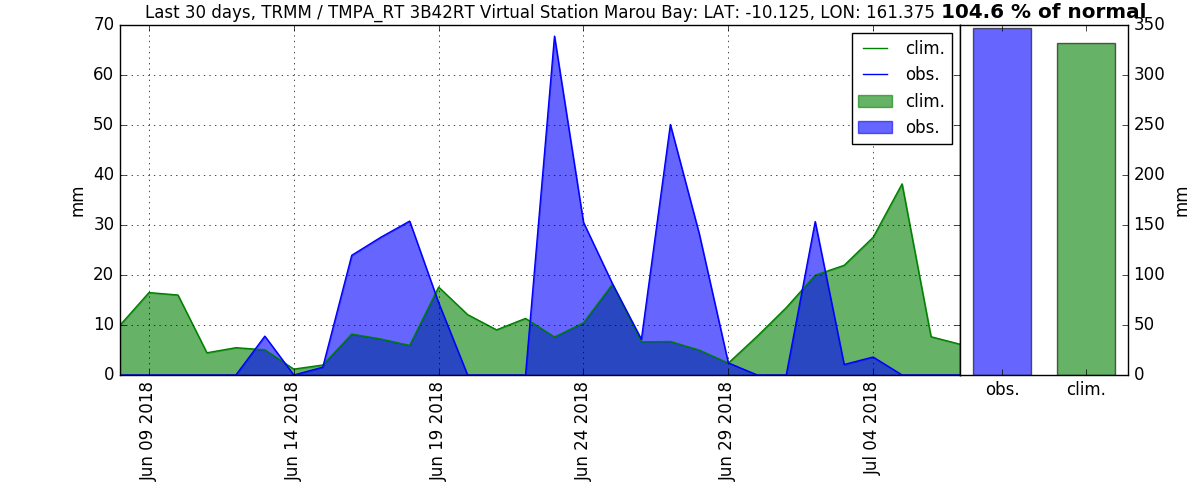 Last 30 days, TRMM / TMPA_RT 3B42RT Virtual Station Marou Bay: LAT: -10.125, LON: 161.375 104.6 % of normal
70
60
50
40
30
20
10
0
mm
clim.
obs.
clim.
obs.
Jun 09 2018
Jun 14 2018
Jun 19 2018
Jun 24 2018
Jun 29 2018
Jul 04 2018
350
300
250
200
150
100
50
0
mm
obs.
clim.